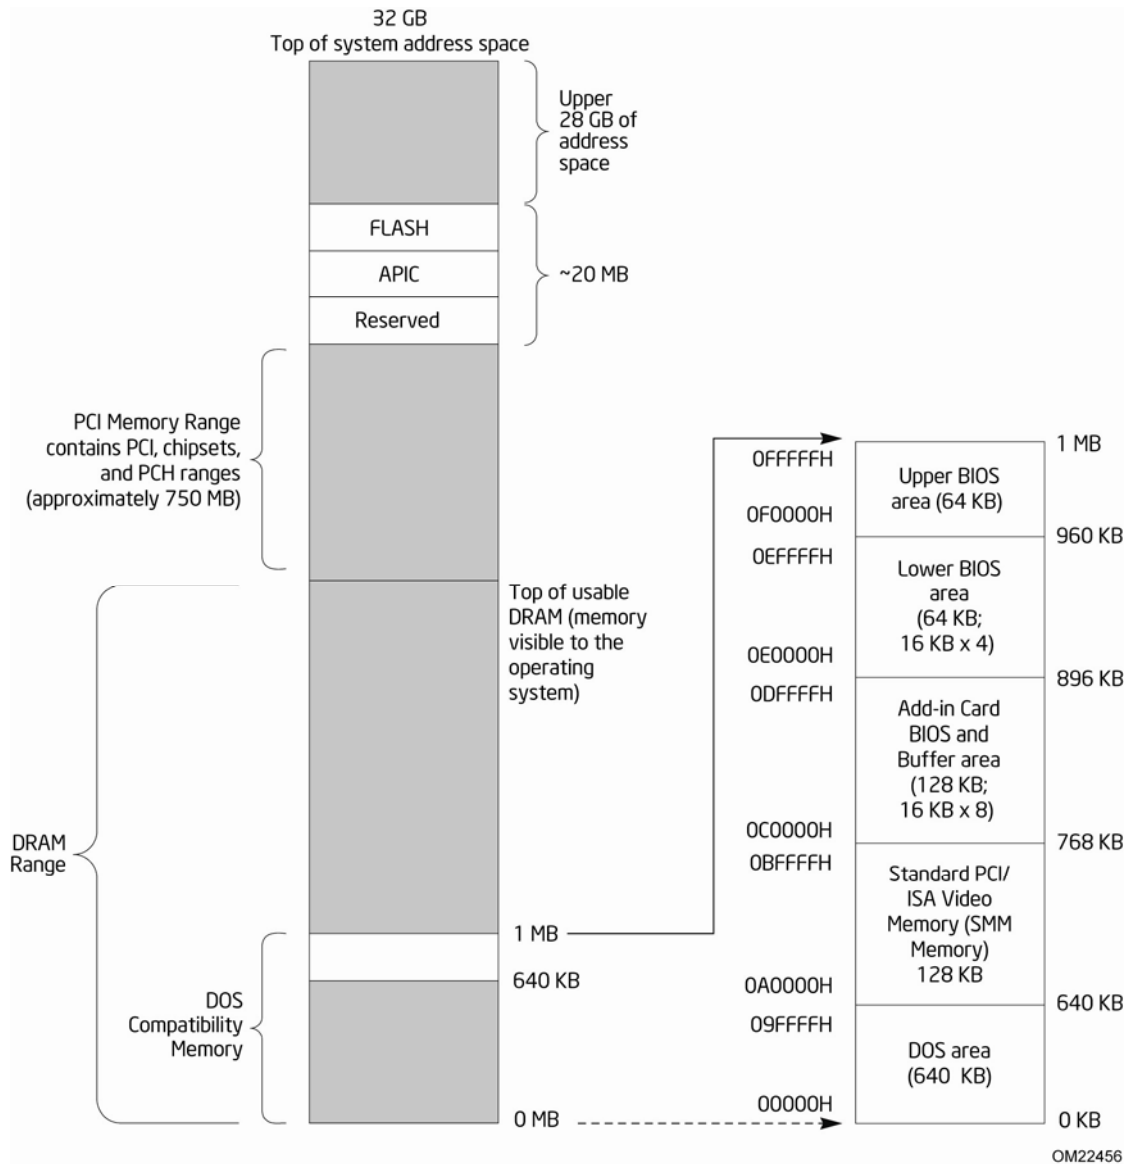 32 GB
Top of system address space
Upper
28 GB of
address
space
FLASH
APIC
~20 MB
Reserved
PCI Memory Range
contains PCI, chipsets,
and PCH ranges
(approximately 750 MB)
Top of usable
DRAM (memory
visible to the
operating
system)
DRAM
Range
1 MB
640 KB
DOS
Compatibility
Memory
0 MB
1 MB
0FFFFFH
Upper BIOS
area (64 KB)
0F0000H
960 KB
0EFFFFH
Lower BIOS
area
(64 KB;
16 KB x 4)
0E0000H
896 KB
0DFFFFH
Add-in Card
BIOS and
Buffer area
(128 KB;
16 KB x 8)
0C0000H
768 KB
0BFFFFH
Standard PCI/
ISA Video
Memory (SMM
Memory)
128 KB
0A0000H
640 KB
09FFFFH
DOS area
(640 KB)
00000H
0 KB
OM22456